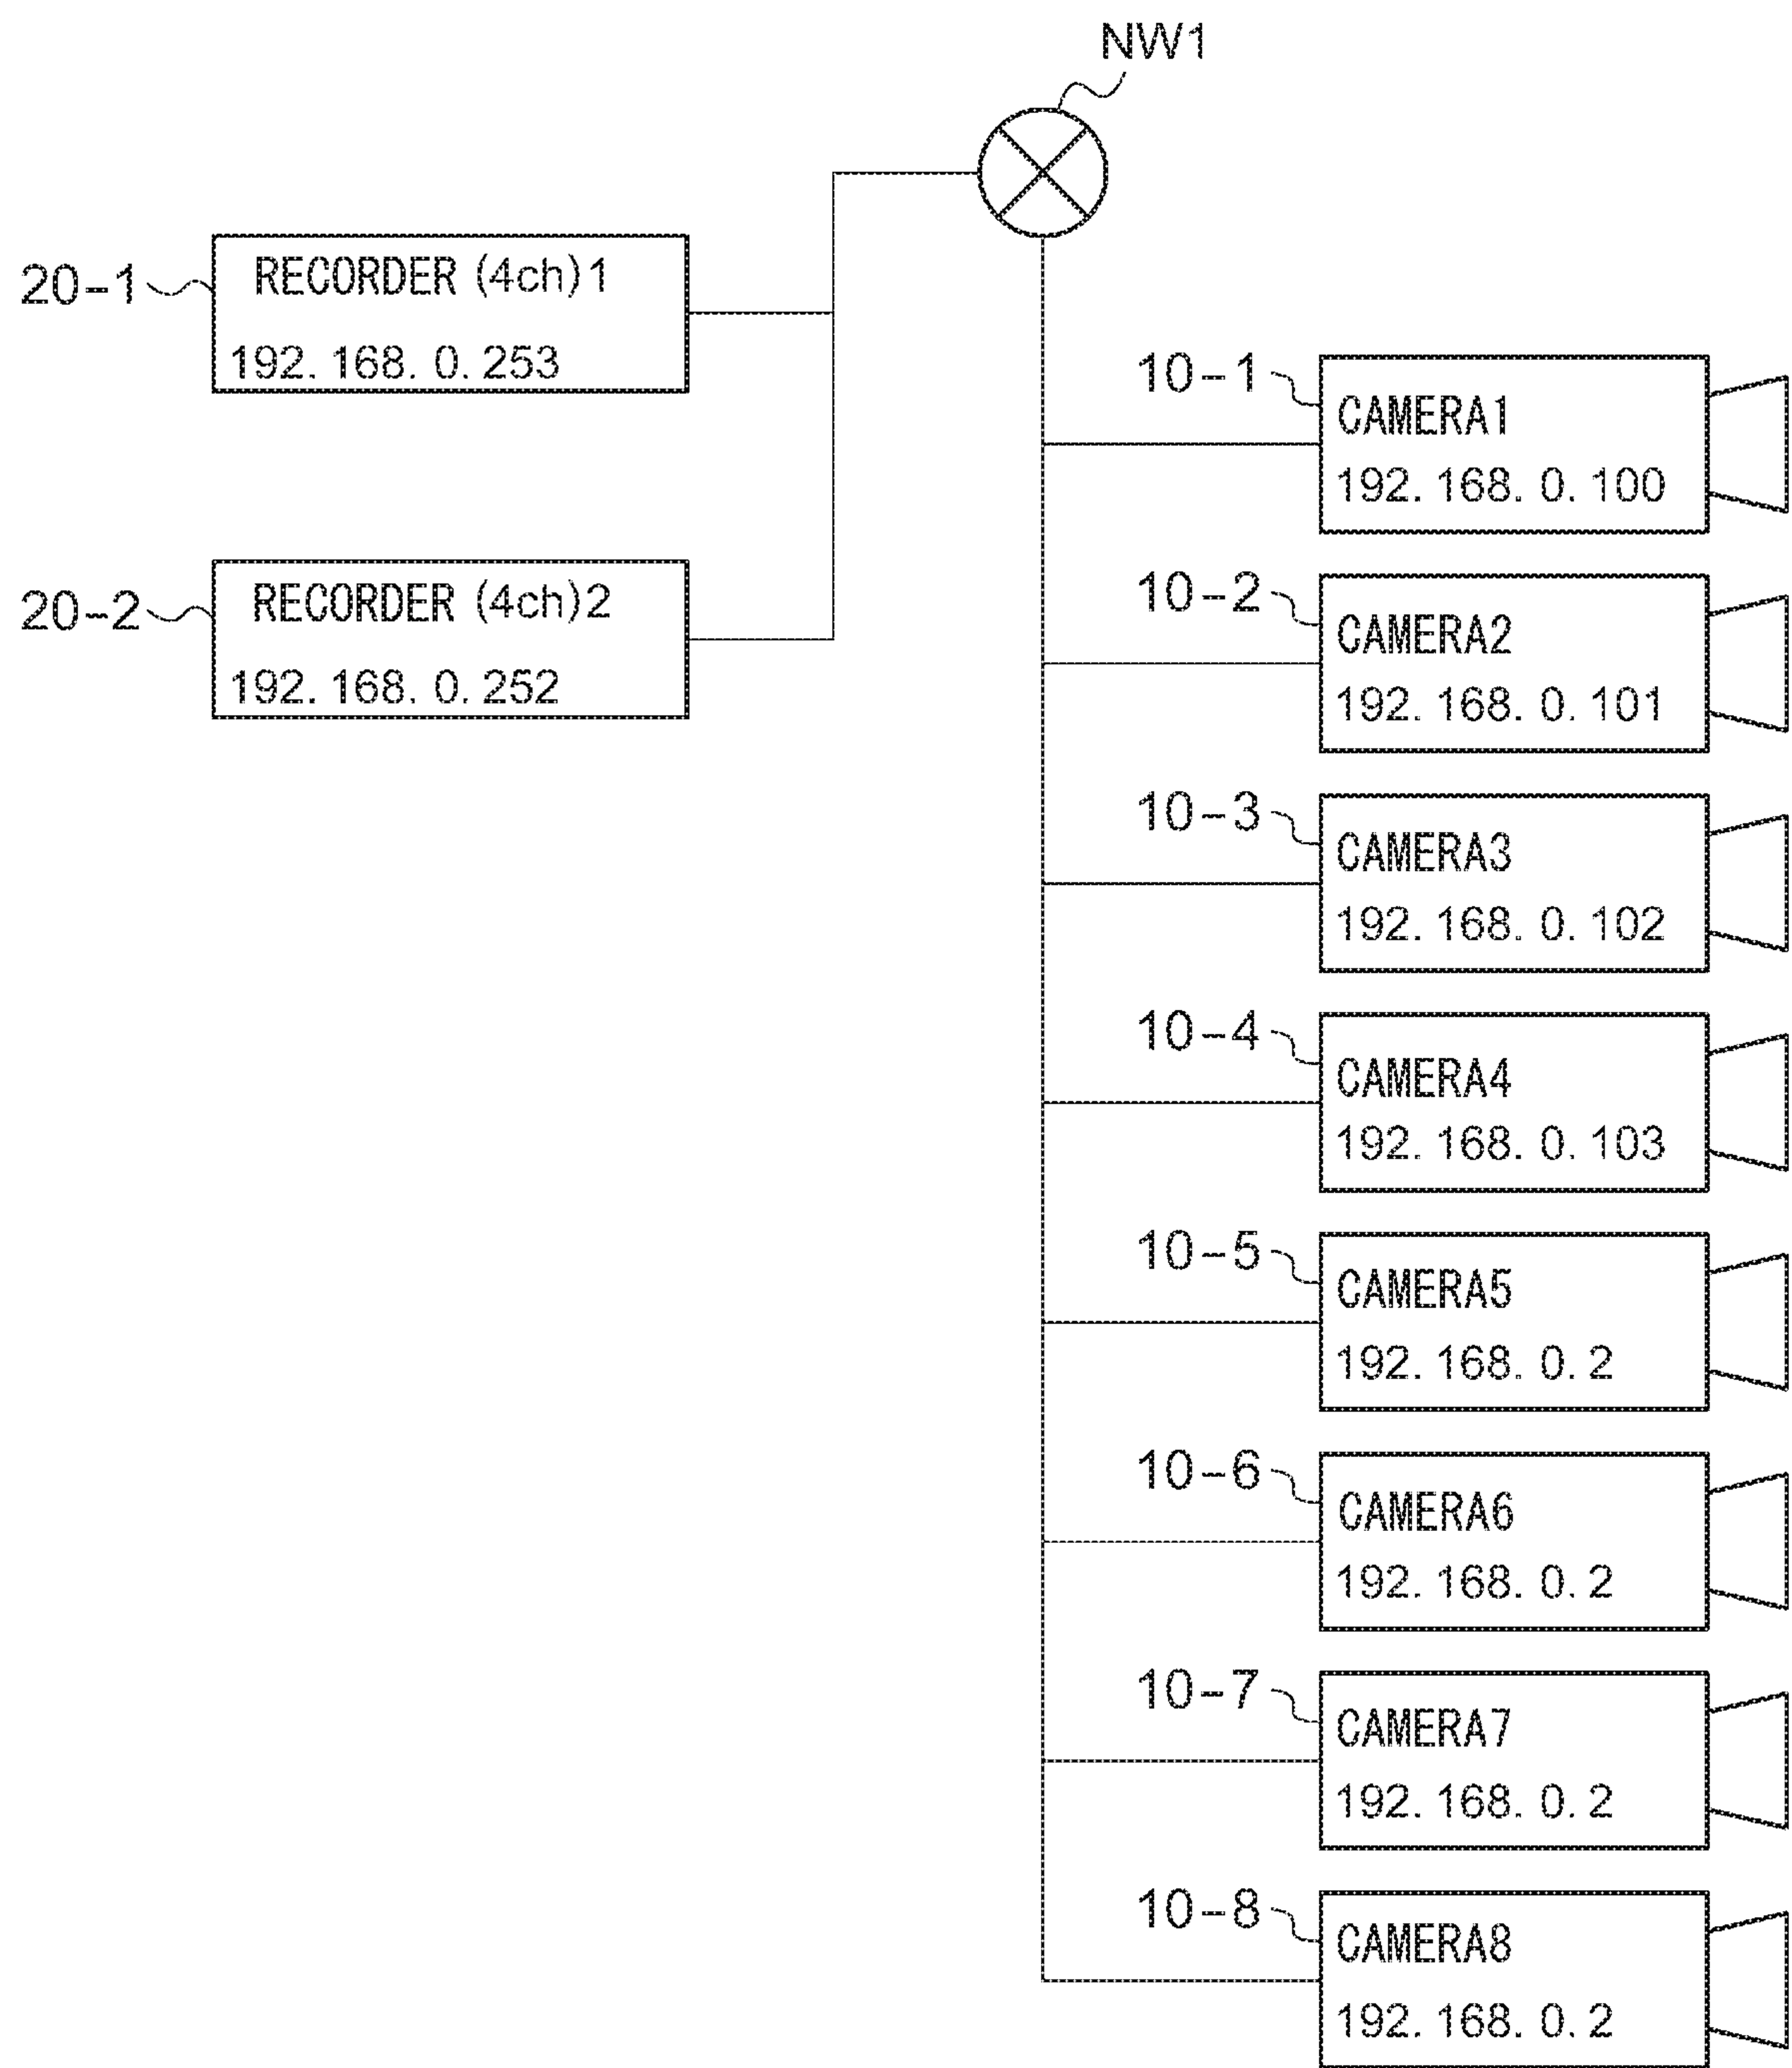 NW1
20-1
RECORDER (4ch)1
192. 168. 0. 253
20-2
RECORDER (4ch)2
192. 168. 0. 252
10-1
CAMERA1
192. 168. 0. 100
10-2
CAMERA2
192. 168. 0. 101
10-3
CAMERA3
192. 168. 0. 102
10-4
CAMERA4
192. 168. 0. 103
10-5
CAMERA5
192. 168. 0. 2
10-6
CAMERA6
192. 168. 0. 2
10-7
CAMERA7
192. 168. 0. 2
10-8
CAMERA8
192. 168. 0. 2